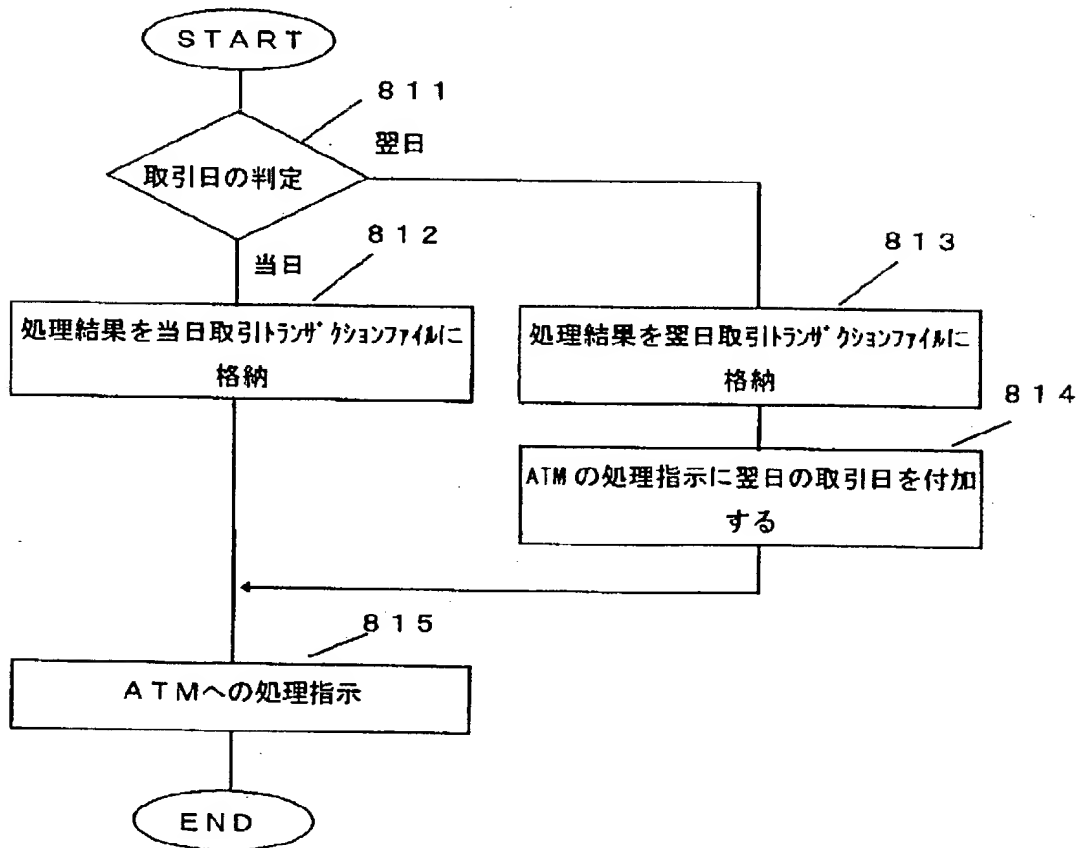 START
811
翌日
取引日の判定
812
当日
813
処理結果を当日取引トランザクションファイルに
格納
処理結果を翌日取引トランザクションファイルに
格納
814
ATMの処理指示に翌日の取引日を付加
する
815
ATMへの処理指示
END